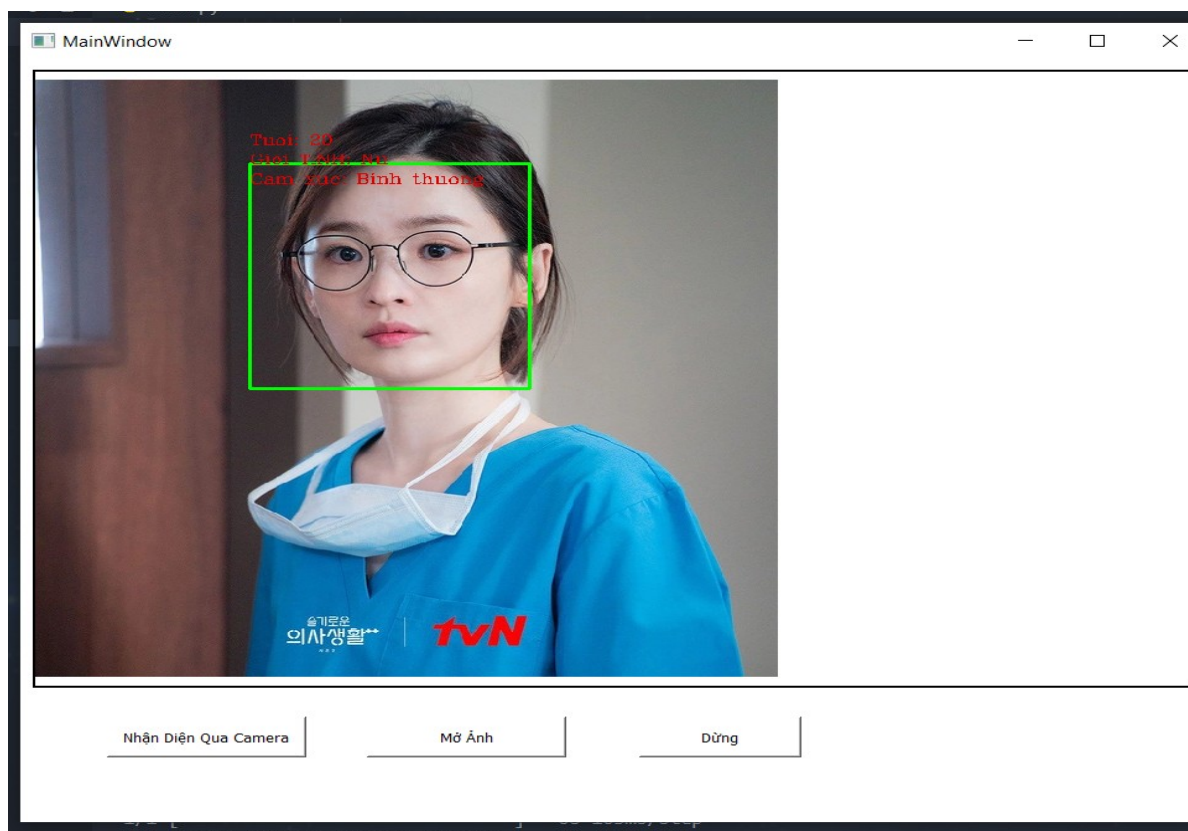 MainWindow
Tuoi: 25
Gioi Tinh: Nu
Cam xuc: Binh thuong
슬기로운
의사생활
tvN
Nhận Diện Qua Camera
Mở Ảnh
Dừng